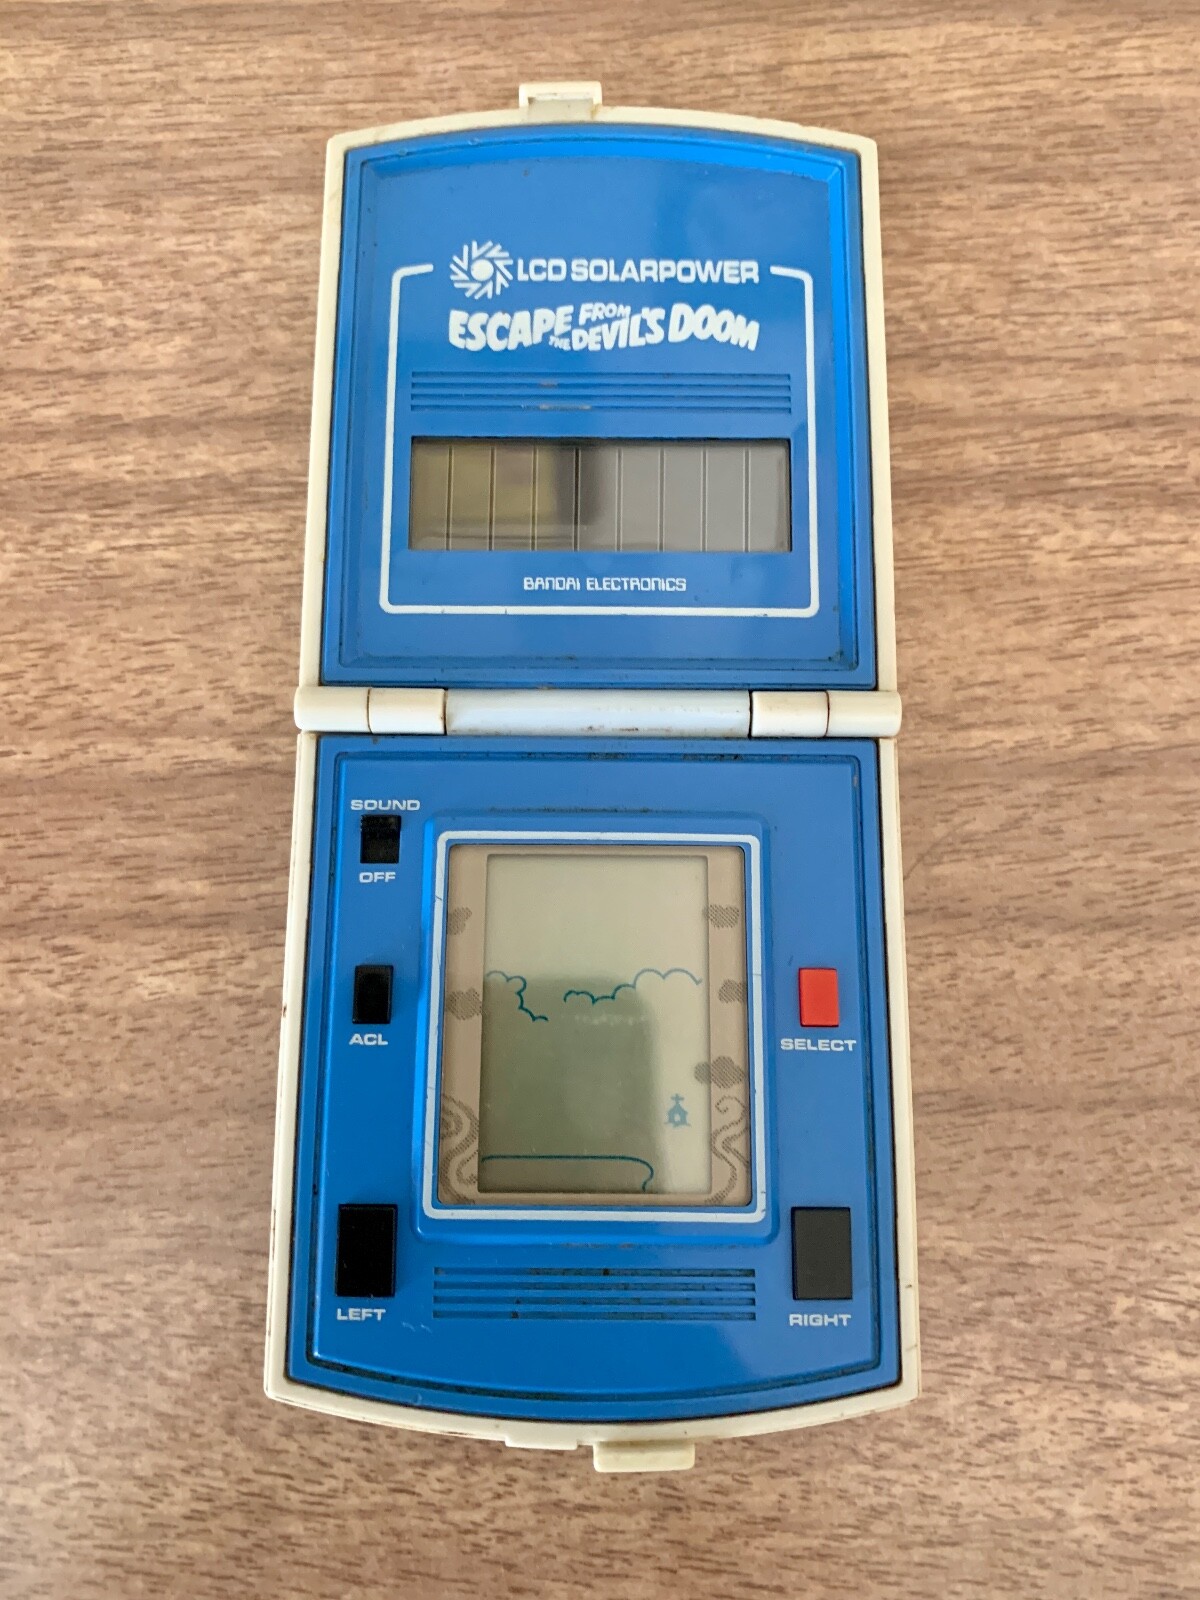 LCD SOLARPOWER
ESCAPE FROM THE DEVIL'S DOOM
BANDAI ELECTRONICS
SOUND
OFF
ACL
SELECT
LEFT
RIGHT